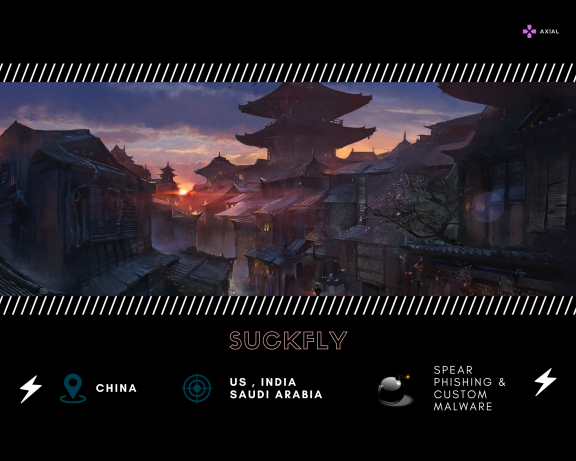 AXIAL
SUCKFLY
CHINA
US , INDIA
SAUDI ARABIA
SPEAR
PHISHING &
CUSTOM
MALWARE